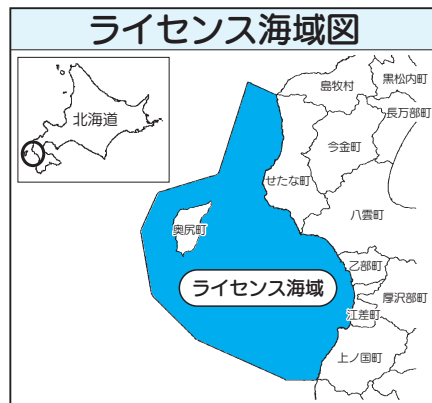 ライセンス海域図
北海道
島牧村
黒松内町
長万部町
今金町
せたな町
八雲町
奥尻町
乙部町
ライセンス海域
厚沢部町
江差町
上ノ国町